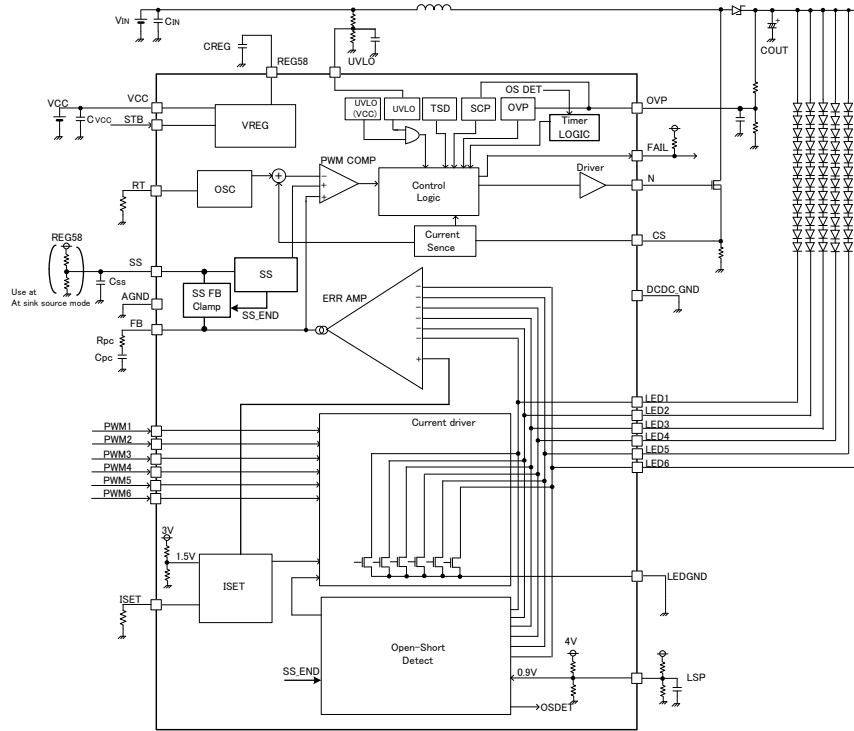 VIN
CIN
COUT
CREG
REG58
UVLO
VCC
VCC
CVCC
STB
VREG
UVLO
(VCC)
UVLO
TSD
SCP
OVP
OS DET
Timer
LOGIC
OVP
FAIL
PWM COMP
RT
OSC
Control
Logic
Driver
N
Current
Sence
CS
REG58
SS
Css
Use at
At sink source mode
SS
SS FB
Clamp
SS_END
ERR AMP
DCDC_GND
AGND
FB
Rpc
Cpc
LED1
LED2
LED3
LED4
LED5
LED6
Current driver
PWM1
PWM2
PWM3
PWM4
PWM5
PWM6
3V
1.5V
ISET
ISET
LEDGND
Open-Short
Detect
4V
0.9V
SS_END
LSP
OSDET